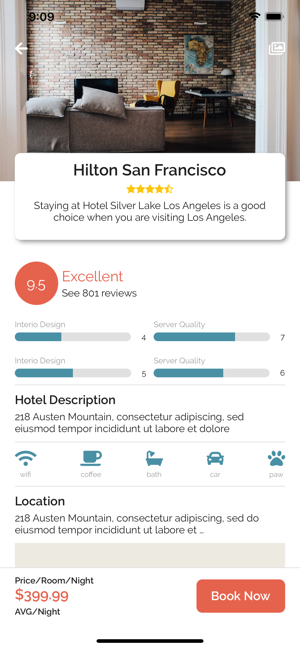 9:09
Hilton San Francisco
Staying at Hotel Silver Lake Los Angeles is a good
choice when you are visiting Los Angeles.
9.5
Excellent
See 801 reviews
Interio Design
4
Server Quality
7
Interio Design
5
Server Quality
6
Hotel Description
218 Austen Mountain, consectetur adipiscing, sed
eiusmod tempor incididunt ut labore et dolore
wifi coffee bath car paw
Location
218 Austen Mountain, consectetur adipiscing, sed do
eiusmod tempor incididunt ut labore et ...
Price/Room/Night
$399.99
AVG/Night
Book Now